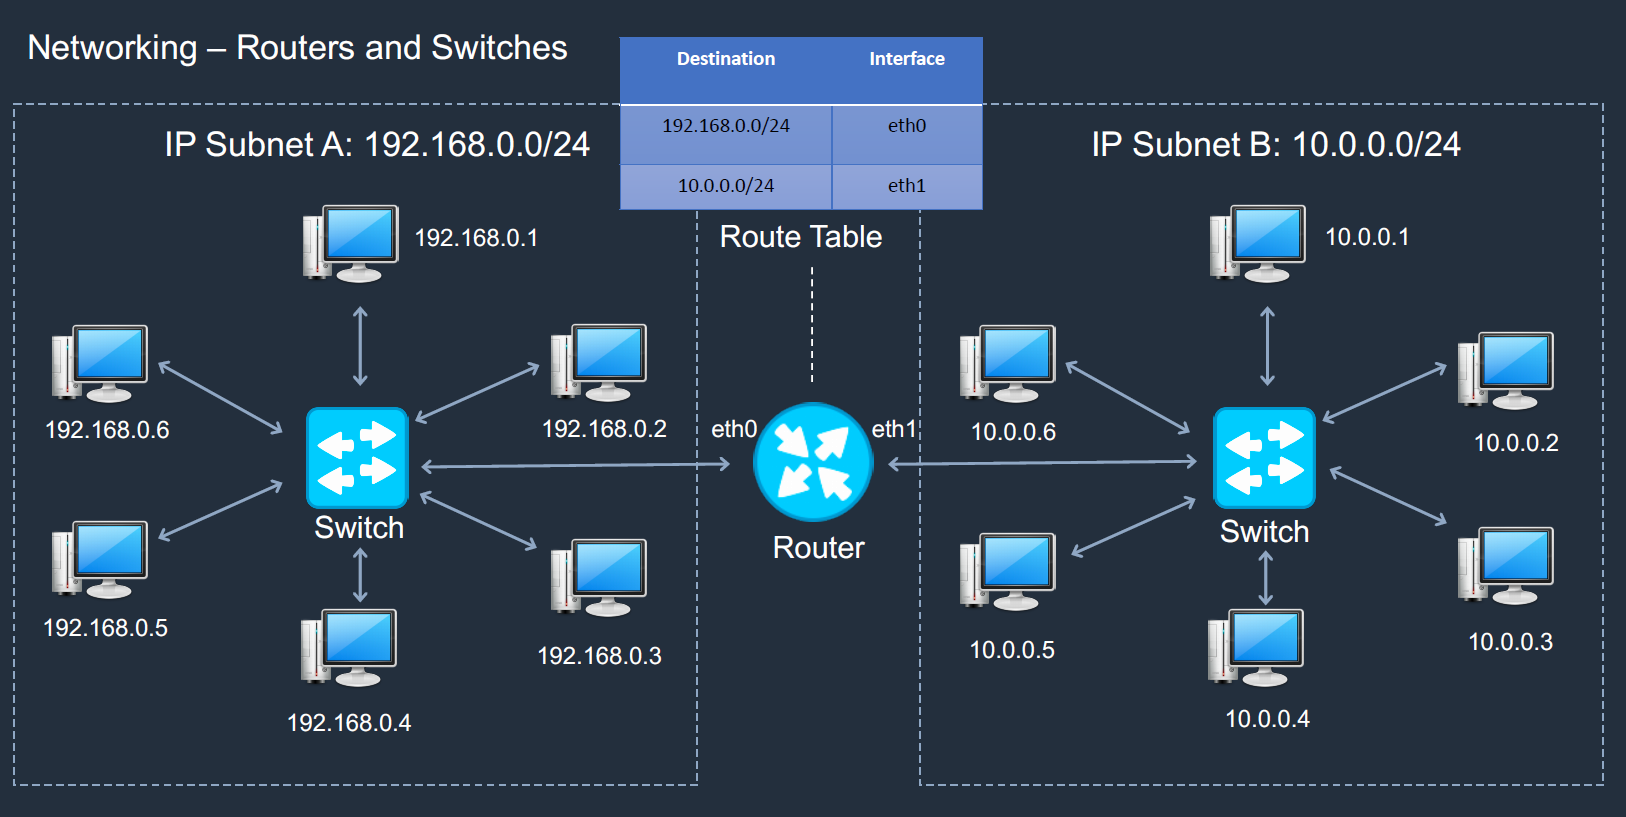 Networking – Routers and Switches
Destination Interface
192.168.0.0/24 eth0
10.0.0.0/24 eth1
Route Table
IP Subnet A: 192.168.0.0/24
192.168.0.1
192.168.0.6
192.168.0.2
Switch
192.168.0.5
192.168.0.3
192.168.0.4
eth0
eth1
Router
IP Subnet B: 10.0.0.0/24
10.0.0.1
10.0.0.6
10.0.0.2
Switch
10.0.0.5
10.0.0.3
10.0.0.4